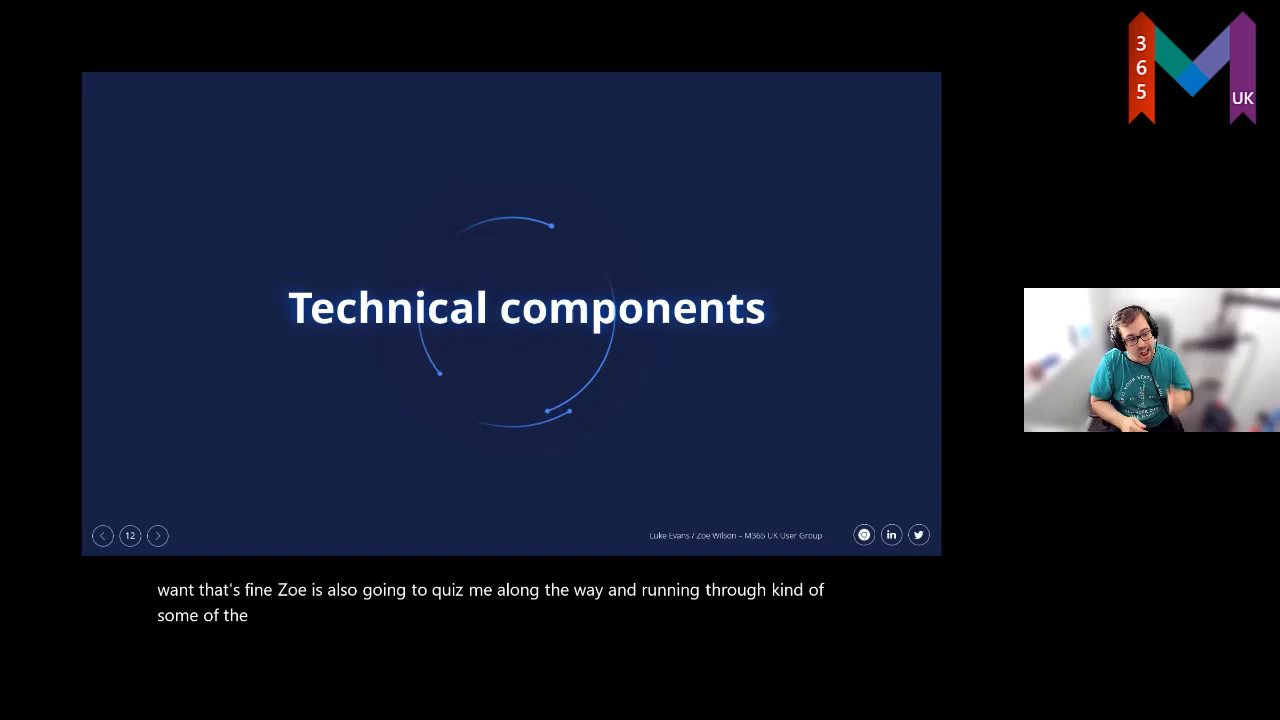 3
6
5
UK
Technical components
12
Luke Evans / Zoe Wilson – M365 UK User Group
in
want that's fine Zoe is also going to quiz me along the way and running through kind of
some of the